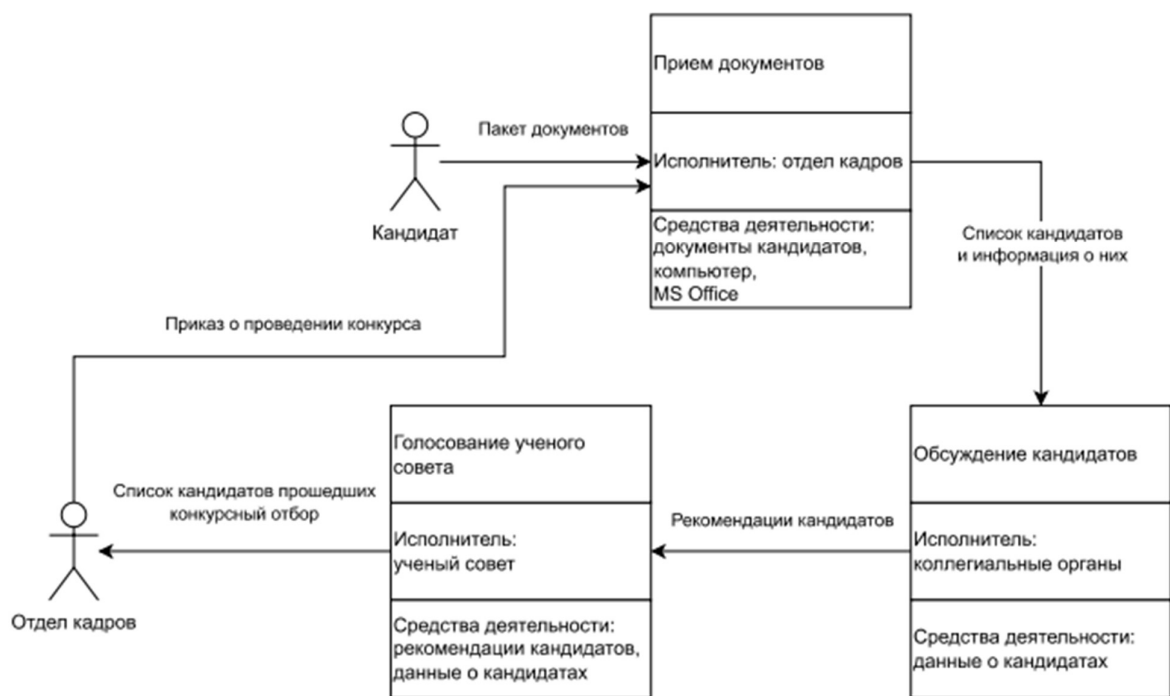 Прием документов
Пакет документов
Исполнитель: отдел кадров
Кандидат
Средства деятельности:
документы кандидатов,
компьютер,
MS Office
Список кандидатов
и информация о них
Приказ о проведении конкурса
Голосование ученого
совета
Обсуждение кандидатов
Список кандидатов прошедших
конкурсный отбор
Рекомендации кандидатов
Исполнитель:
ученый совет
Исполнитель:
коллегиальные органы
Отдел кадров
Средства деятельности:
рекомендации кандидатов,
данные о кандидатах
Средства деятельности:
данные о кандидатах